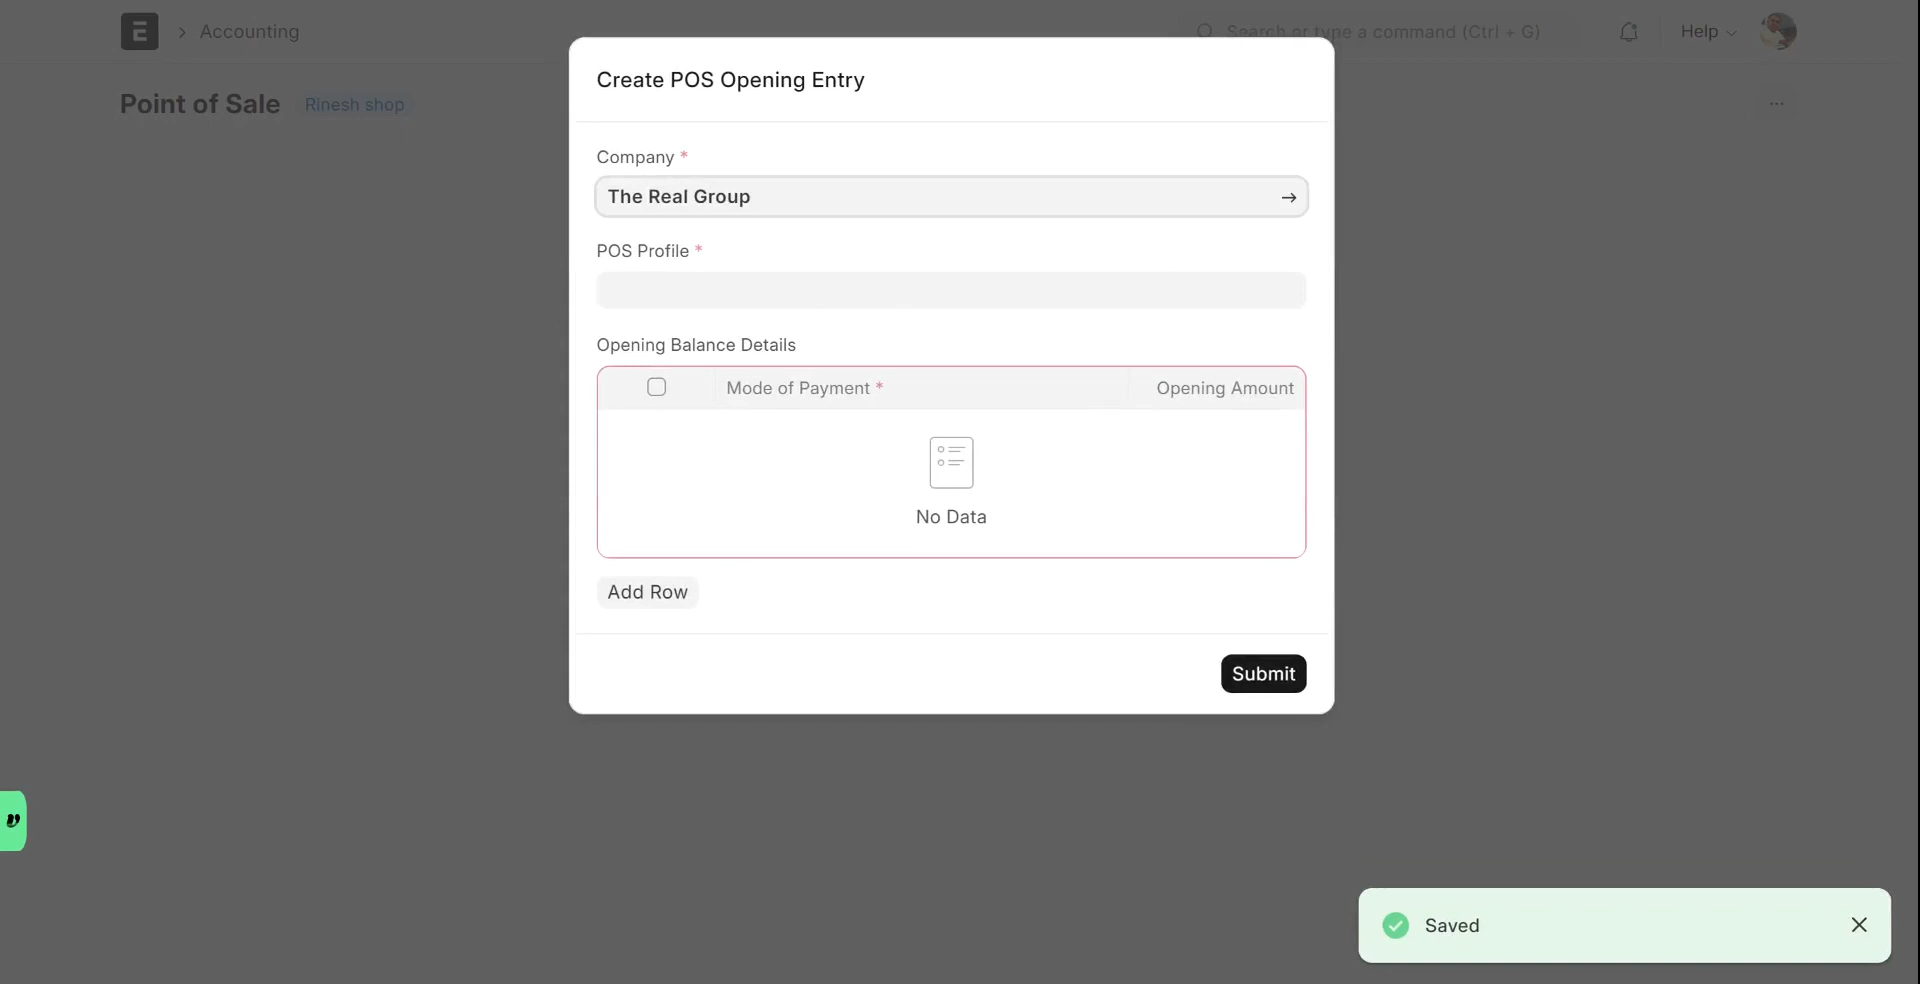 Accounting
Search or type a command (Ctrl + G)
Help
Point of Sale
Rinesh shop
Create POS Opening Entry
Company *
The Real Group
POS Profile *
Opening Balance Details
Mode of Payment *
Opening Amount
No Data
Add Row
Submit
Saved